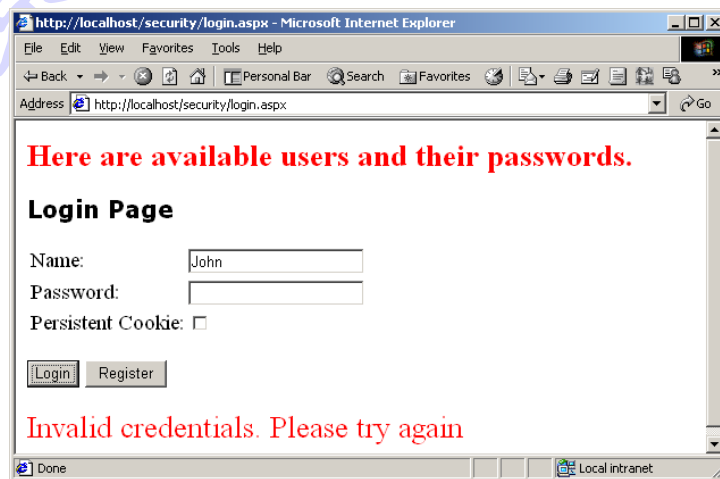 http://localhost/security/login.aspx - Microsoft Internet Explorer
File Edit View Favorites Tools Help
Back Personal Bar Search Favorites »
Address http://localhost/security/login.aspx Go
Here are available users and their passwords.
Login Page
Name: John
Password:
Persistent Cookie:
Login Register
Invalid credentials. Please try again
Done Local intranet